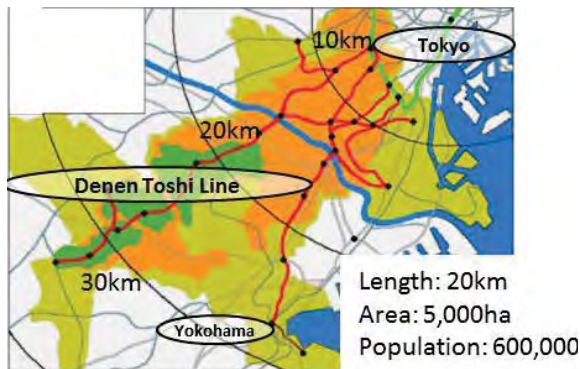 10km
Tokyo
20km
Denen Toshi Line
30km
Length: 20km
Area: 5,000ha
Yokohama
Population: 600,000